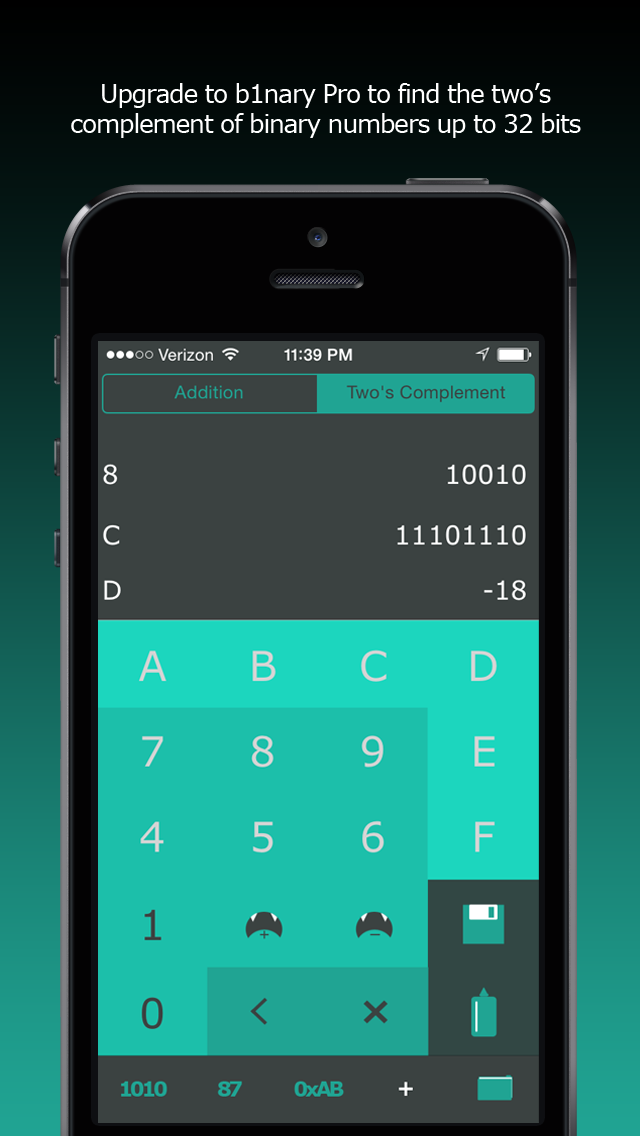 Upgrade to b1nary Pro to find the two’s
complement of binary numbers up to 32 bits
Verizon 11:39 PM
Addition Two's Complement
8 10010
C 11101110
D -18
A B C D
7 8 9 E
4 5 6 F
1 + −
0 < ×
1010 87 0xAB +